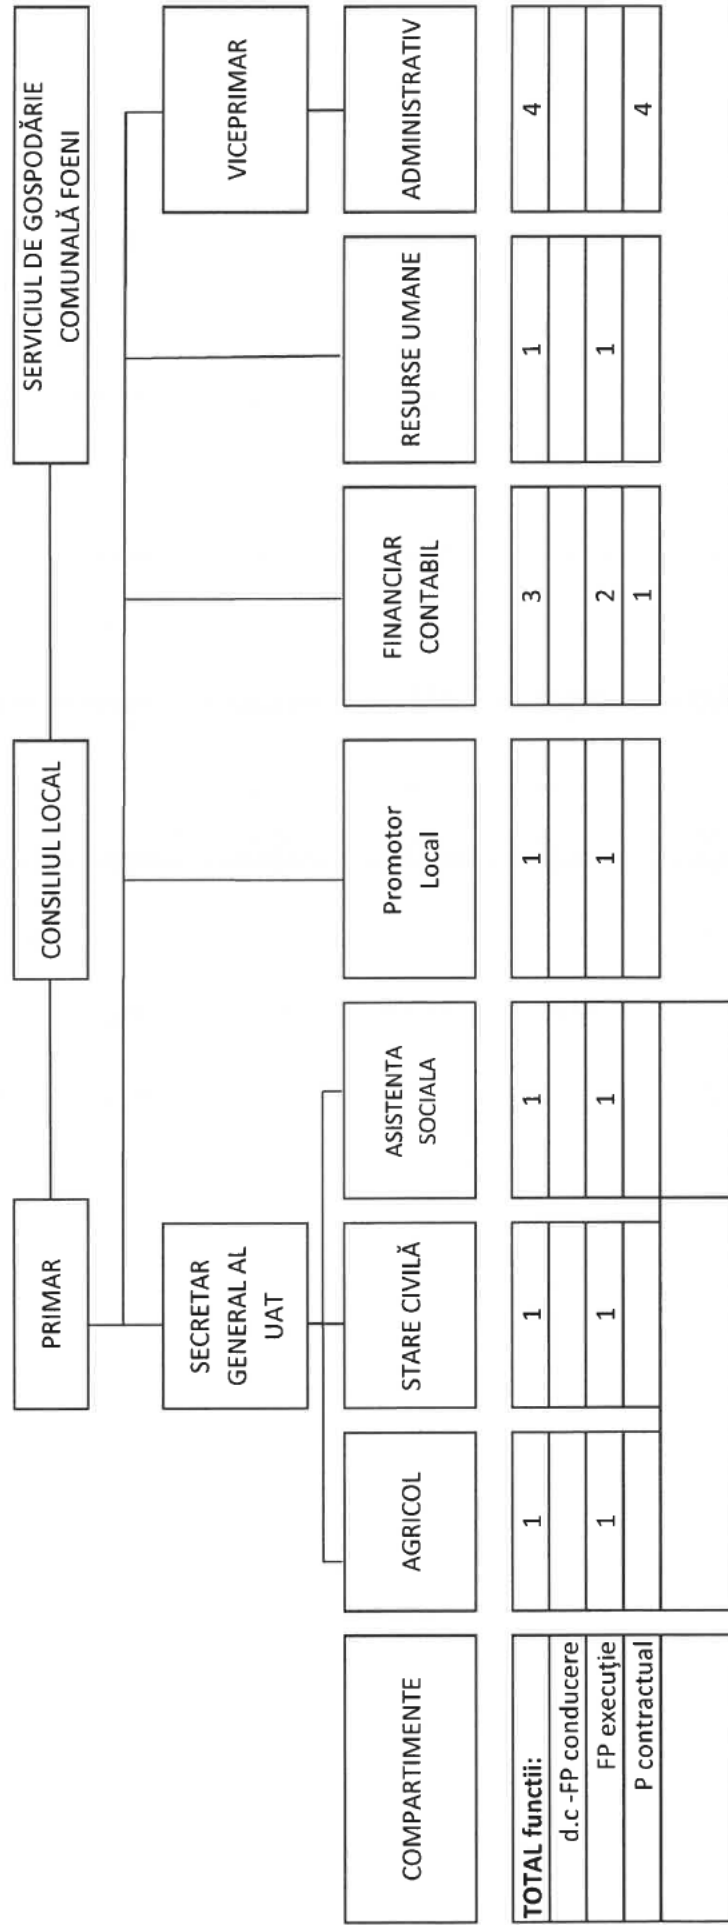 PRIMAR
CONSILIUL LOCAL
SERVICIUL DE GOSPODĂRIE
COMUNALĂ FOENI
SECRETAR
GENERAL AL
UAT
VICEPRIMAR
COMPARTIMENTE
AGRICOL
STARE CIVILĂ
ASISTENTA
SOCIALA
Promotor
Local
FINANCIAR
CONTABIL
RESURSE UMANE
ADMINISTRATIV
TOTAL functii: 1 1 1 1 3 1 4
d.c -FP conducere
FP execuţie 1 1 1 1 2 1
P contractual 1 4